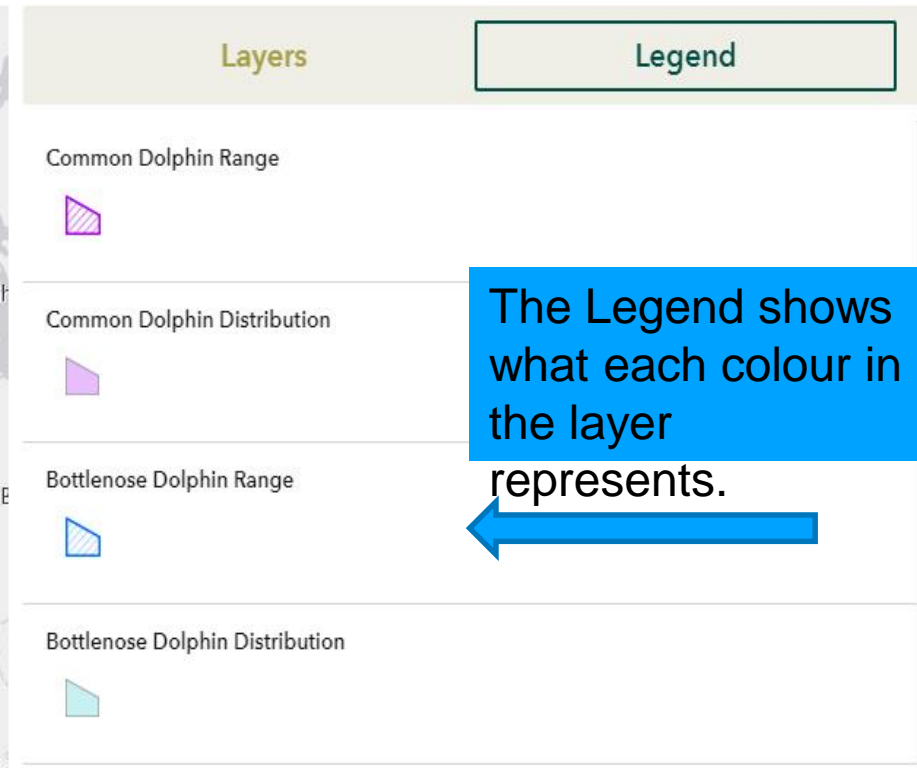 Layers
Legend
Common Dolphin Range
Common Dolphin Distribution
The Legend shows
what each colour in
the layer
represents.
Bottlenose Dolphin Range
Bottlenose Dolphin Distribution